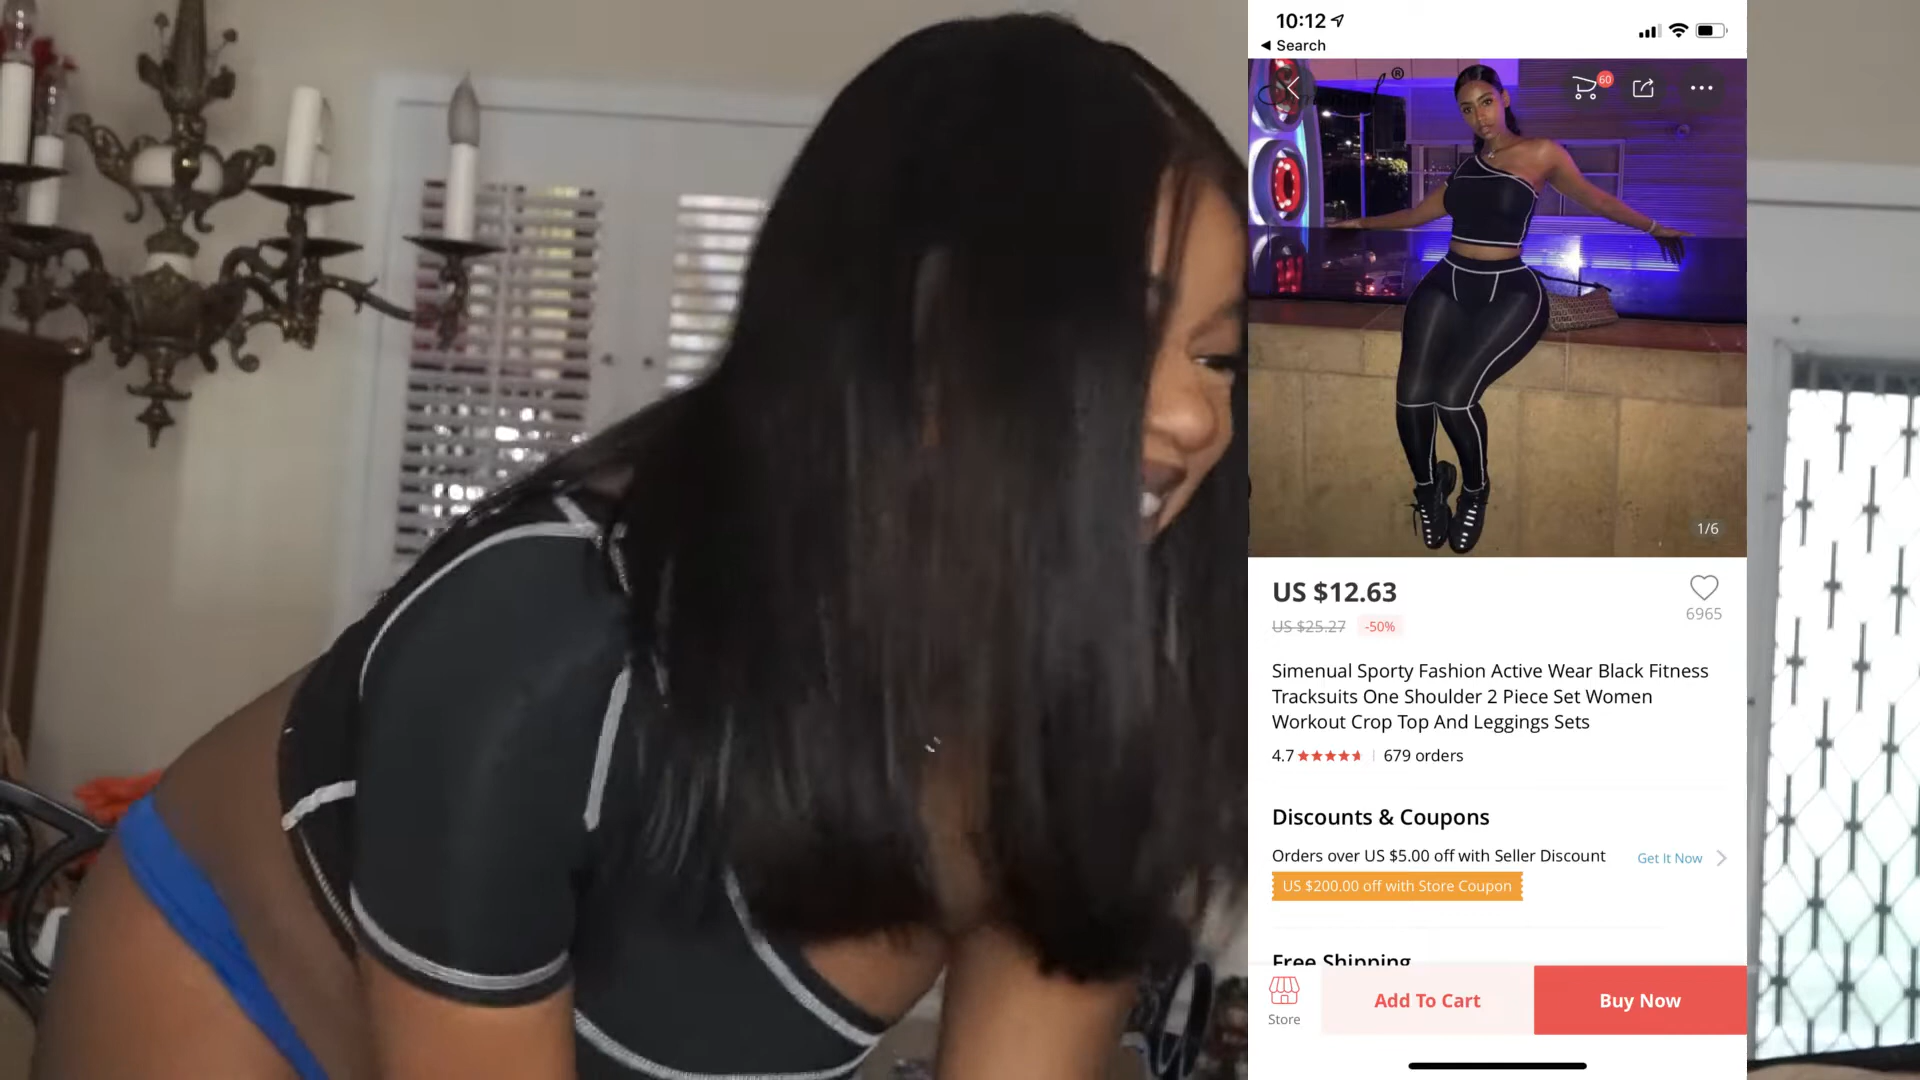 10:12
Search
®
60
1/6
US $12.63
6965
US $25.27
-50%
Simenual Sporty Fashion Active Wear Black Fitness
Tracksuits One Shoulder 2 Piece Set Women
Workout Crop Top And Leggings Sets
4.7
679 orders
Discounts & Coupons
Orders over US $5.00 off with Seller Discount
Get It Now
US $200.00 off with Store Coupon
Free Shipping
Store
Add To Cart
Buy Now